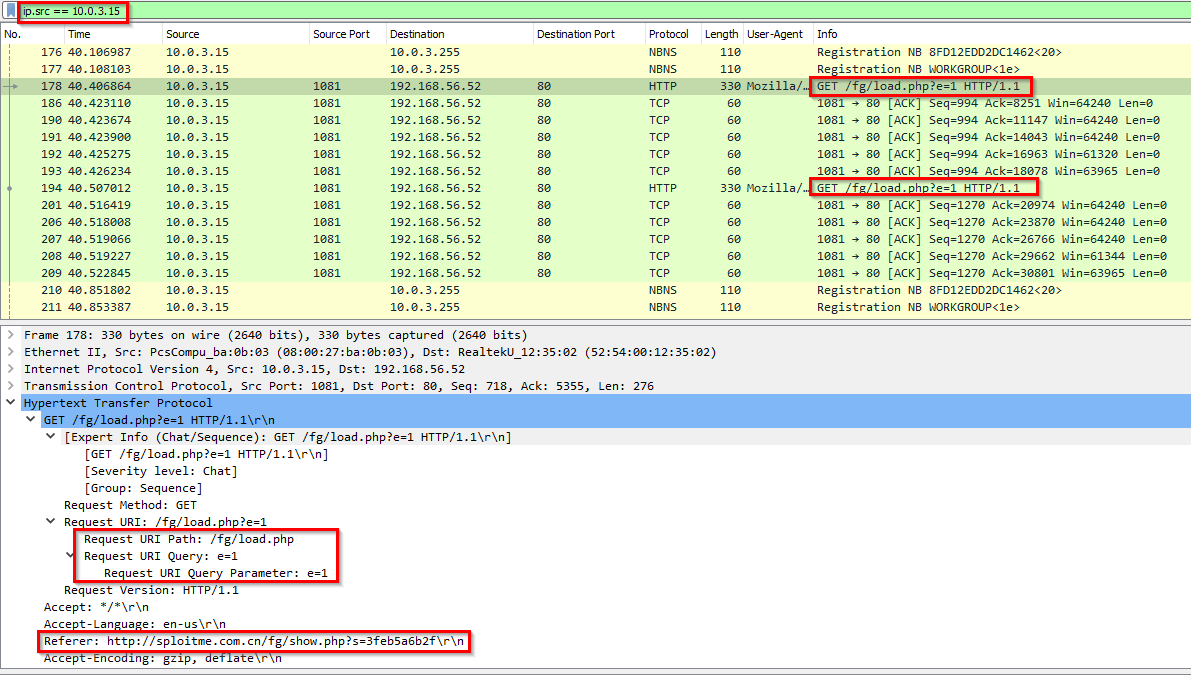 ip.src == 10.0.3.15
No. Time Source Source Port Destination Destination Port Protocol Length User-Agent Info
176 40.106987 10.0.3.15 10.0.3.255 NBNS 110 Registration NB 8FD12EDD2DC1462<20>
177 40.108103 10.0.3.15 10.0.3.255 NBNS 110 Registration NB WORKGROUP<1e>
178 40.406864 10.0.3.15 1081 192.168.56.52 80 HTTP 330 Mozilla/… GET /fg/load.php?e=1 HTTP/1.1
186 40.423110 10.0.3.15 1081 192.168.56.52 80 TCP 60 1081 → 80 [ACK] Seq=994 Ack=8251 Win=64240 Len=0
190 40.423674 10.0.3.15 1081 192.168.56.52 80 TCP 60 1081 → 80 [ACK] Seq=994 Ack=11147 Win=64240 Len=0
191 40.423900 10.0.3.15 1081 192.168.56.52 80 TCP 60 1081 → 80 [ACK] Seq=994 Ack=14043 Win=64240 Len=0
192 40.425275 10.0.3.15 1081 192.168.56.52 80 TCP 60 1081 → 80 [ACK] Seq=994 Ack=16963 Win=61320 Len=0
193 40.426234 10.0.3.15 1081 192.168.56.52 80 TCP 60 1081 → 80 [ACK] Seq=994 Ack=18078 Win=63965 Len=0
194 40.507012 10.0.3.15 1081 192.168.56.52 80 HTTP 330 Mozilla/… GET /fg/load.php?e=1 HTTP/1.1
201 40.516419 10.0.3.15 1081 192.168.56.52 80 TCP 60 1081 → 80 [ACK] Seq=1270 Ack=20974 Win=64240 Len=0
206 40.518008 10.0.3.15 1081 192.168.56.52 80 TCP 60 1081 → 80 [ACK] Seq=1270 Ack=23870 Win=64240 Len=0
207 40.519066 10.0.3.15 1081 192.168.56.52 80 TCP 60 1081 → 80 [ACK] Seq=1270 Ack=26766 Win=64240 Len=0
208 40.519227 10.0.3.15 1081 192.168.56.52 80 TCP 60 1081 → 80 [ACK] Seq=1270 Ack=29662 Win=61344 Len=0
209 40.522845 10.0.3.15 1081 192.168.56.52 80 TCP 60 1081 → 80 [ACK] Seq=1270 Ack=30801 Win=63965 Len=0
210 40.851802 10.0.3.15 10.0.3.255 NBNS 110 Registration NB 8FD12EDD2DC1462<20>
211 40.853387 10.0.3.15 10.0.3.255 NBNS 110 Registration NB WORKGROUP<1e>
Frame 178: 330 bytes on wire (2640 bits), 330 bytes captured (2640 bits)
Ethernet II, Src: PcsCompu_ba:0b:03 (08:00:27:ba:0b:03), Dst: RealtekU_12:35:02 (52:54:00:12:35:02)
Internet Protocol Version 4, Src: 10.0.3.15, Dst: 192.168.56.52
Transmission Control Protocol, Src Port: 1081, Dst Port: 80, Seq: 718, Ack: 5355, Len: 276
Hypertext Transfer Protocol
GET /fg/load.php?e=1 HTTP/1.1\r\n
[Expert Info (Chat/Sequence): GET /fg/load.php?e=1 HTTP/1.1\r\n]
[GET /fg/load.php?e=1 HTTP/1.1\r\n]
[Severity level: Chat]
[Group: Sequence]
Request Method: GET
Request URI: /fg/load.php?e=1
Request URI Path: /fg/load.php
Request URI Query: e=1
Request URI Query Parameter: e=1
Request Version: HTTP/1.1
Accept: */*\r\n
Accept-Language: en-us\r\n
Referer: http://sploitme.com.cn/fg/show.php?s=3feb5a6b2f\r\n
Accept-Encoding: gzip, deflate\r\n